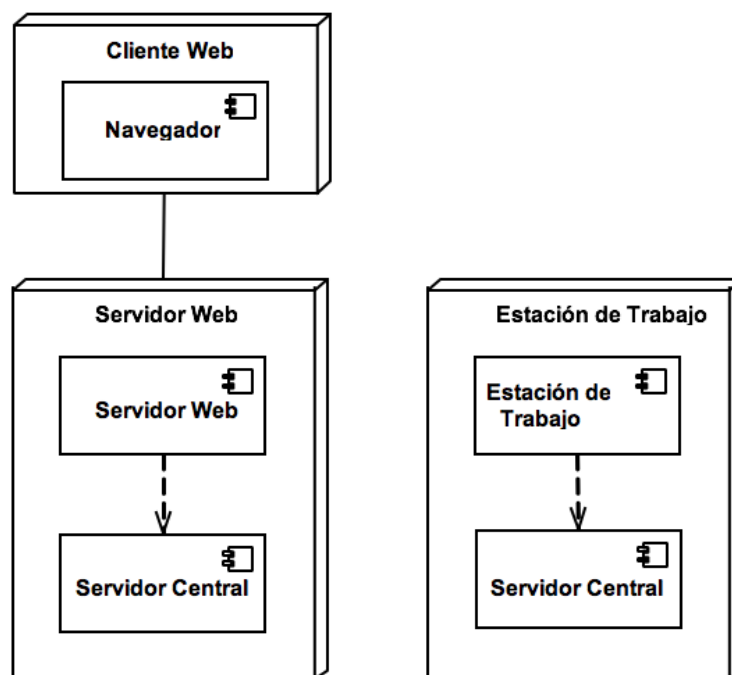 Cliente Web
Navegador
Servidor Web
Servidor Web
Servidor Central
Estación de Trabajo
Estación de
Trabajo
Servidor Central